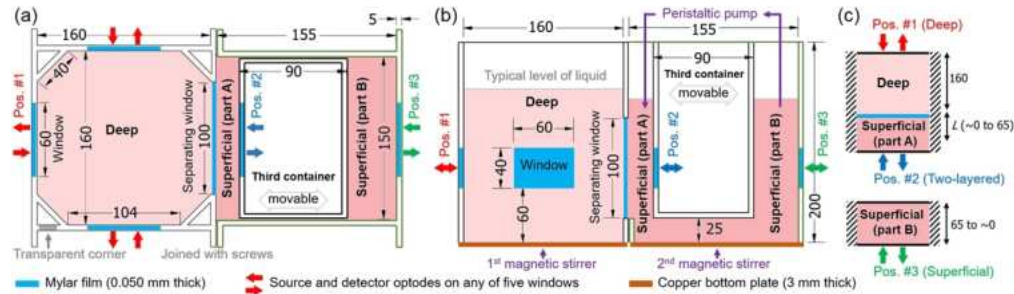 (a)
160
155
5
(b)
160
Peristaltic pump
155
(c)
Pos. #1 (Deep)
Pos. #1
40
60
Window
160
Deep
Separating window
100
Superficial (part A)
Pos. #2
90
Third container
movable
Superficial (part B)
150
Pos. #3
104
Transparent corner
Joined with screws
Typical level of liquid
Deep
Pos. #1
60
40
Window
60
Separating window
100
Superficial (part A)
90
Third container
movable
Pos. #2
Superficial (part B)
25
Pos. #3
200
1st magnetic stirrer
2nd magnetic stirrer
Deep
160
Superficial
(part A)
L (~0 to 65)
Pos. #2 (Two-layered)
Superficial
(part B)
65 to ~0
Pos. #3 (Superficial)
Mylar film (0.050 mm thick)
Source and detector optodes on any of five windows
Copper bottom plate (3 mm thick)